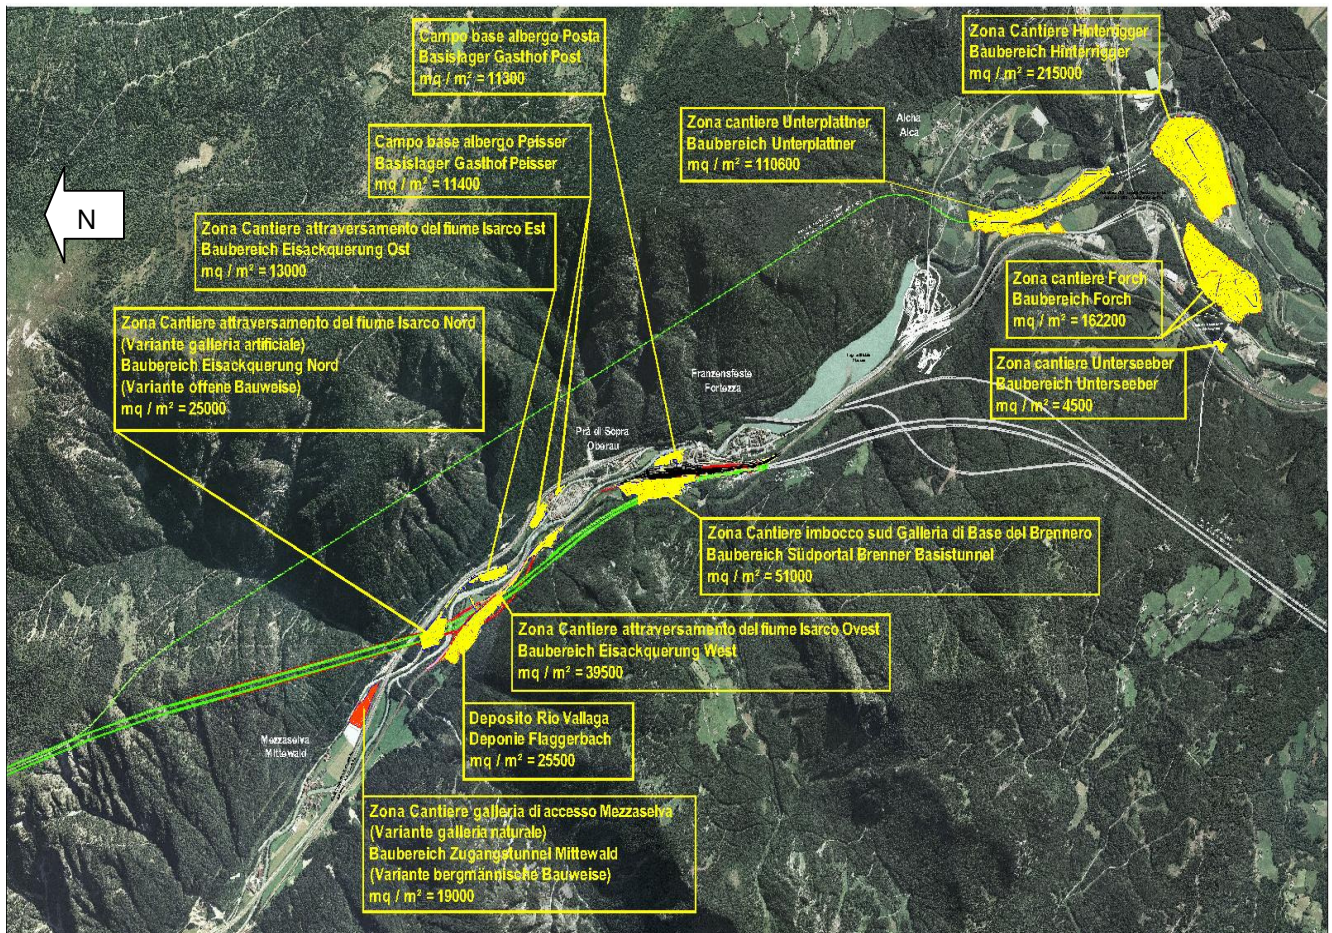 Campo base albergo Posta
Basislager Gasthof Post
mq / m² = 11300
Zona Cantiere Hinterrigger
Baubereich Hinterrigger
mq / m² = 215000
Campo base albergo Peisser
Basislager Gasthof Peisser
mq / m² = 11400
Zona cantiere Unterplattner
Baubereich Unterplattner
mq / m² = 110600
Aicha
Aica
N
Zona Cantiere attraversamento del fiume Isarco Est
Baubereich Eisackquerung Ost
mq / m² = 13000
Zona cantiere Forch
Baubereich Forch
mq / m² = 162200
Zona Cantiere attraversamento del fiume Isarco Nord
(Variante galleria artificiale)
Baubereich Eisackquerung Nord
(Variante offene Bauweise)
mq / m² = 25000
Zona cantiere Unterseeber
Baubereich Unterseeber
mq / m² = 4500
Franzensfeste
Fortezza
Prà di Sopra
Oberau
Zona Cantiere imbocco sud Galleria di Base del Brennero
Baubereich Südportal Brenner Basistunnel
mq / m² = 51000
Zona Cantiere attraversamento del fiume Isarco Ovest
Baubereich Eisackquerung West
mq / m² = 39500
Deposito Rio Vallaga
Deponie Flaggerbach
mq / m² = 25500
Mezzaselva
Mittewald
Zona Cantiere galleria di accesso Mezzaselva
(Variante galleria naturale)
Baubereich Zugangstunnel Mittewald
(Variante bergmännische Bauweise)
mq / m² = 19000